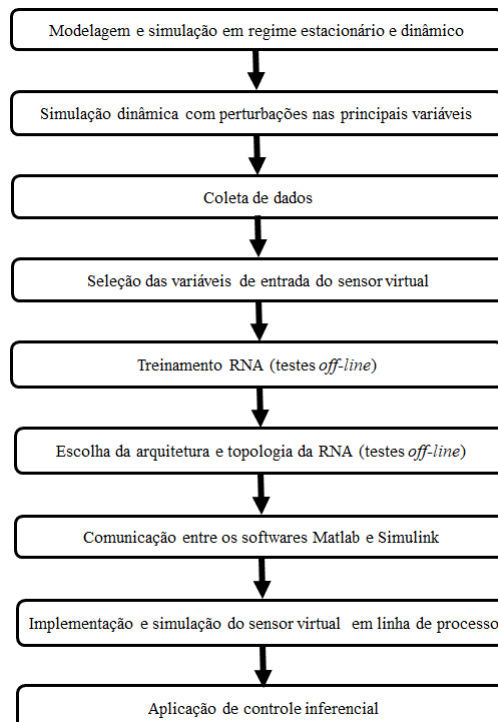 Modelagem e simulação em regime estacionário e dinâmico
Simulação dinâmica com perturbações nas principais variáveis
Coleta de dados
Seleção das variáveis de entrada do sensor virtual
Treinamento RNA (testes off-line)
Escolha da arquitetura e topologia da RNA (testes off-line)
Comunicação entre os softwares Matlab e Simulink
Implementação e simulação do sensor virtual em linha de processo
Aplicação de controle inferencial